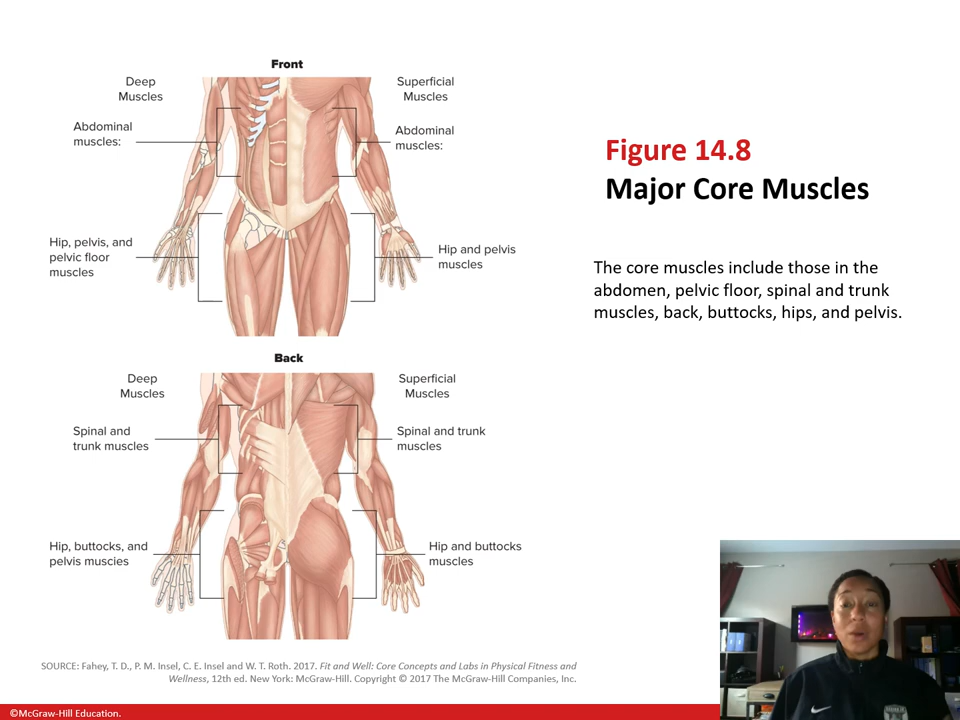 Front
Deep
Muscles
Superficial
Muscles
Abdominal
muscles:
Abdominal
muscles:
Hip, pelvis, and
pelvic floor
muscles
Hip and pelvis
muscles
Back
Deep
Muscles
Superficial
Muscles
Spinal and
trunk muscles
Spinal and trunk
muscles
Hip, buttocks, and
pelvis muscies
Hip and buttocks
muscles
SOURCE: Fahey, T. D., P. M. Insel, C. E. Insel and W. T. Roth. 2017. Fit and Well: Core Concepts and Labs in Physical Fitness and
Wellness, 12th ed. New York: McGraw-Hill. Copyright © 2017 The McGraw-Hill Companies, Inc.
Figure 14.8
Major Core Muscles
The core muscles include those in the
abdomen, pelvic floor, spinal and trunk
muscles, back, buttocks, hips, and pelvis.
©McGraw-Hill Education.